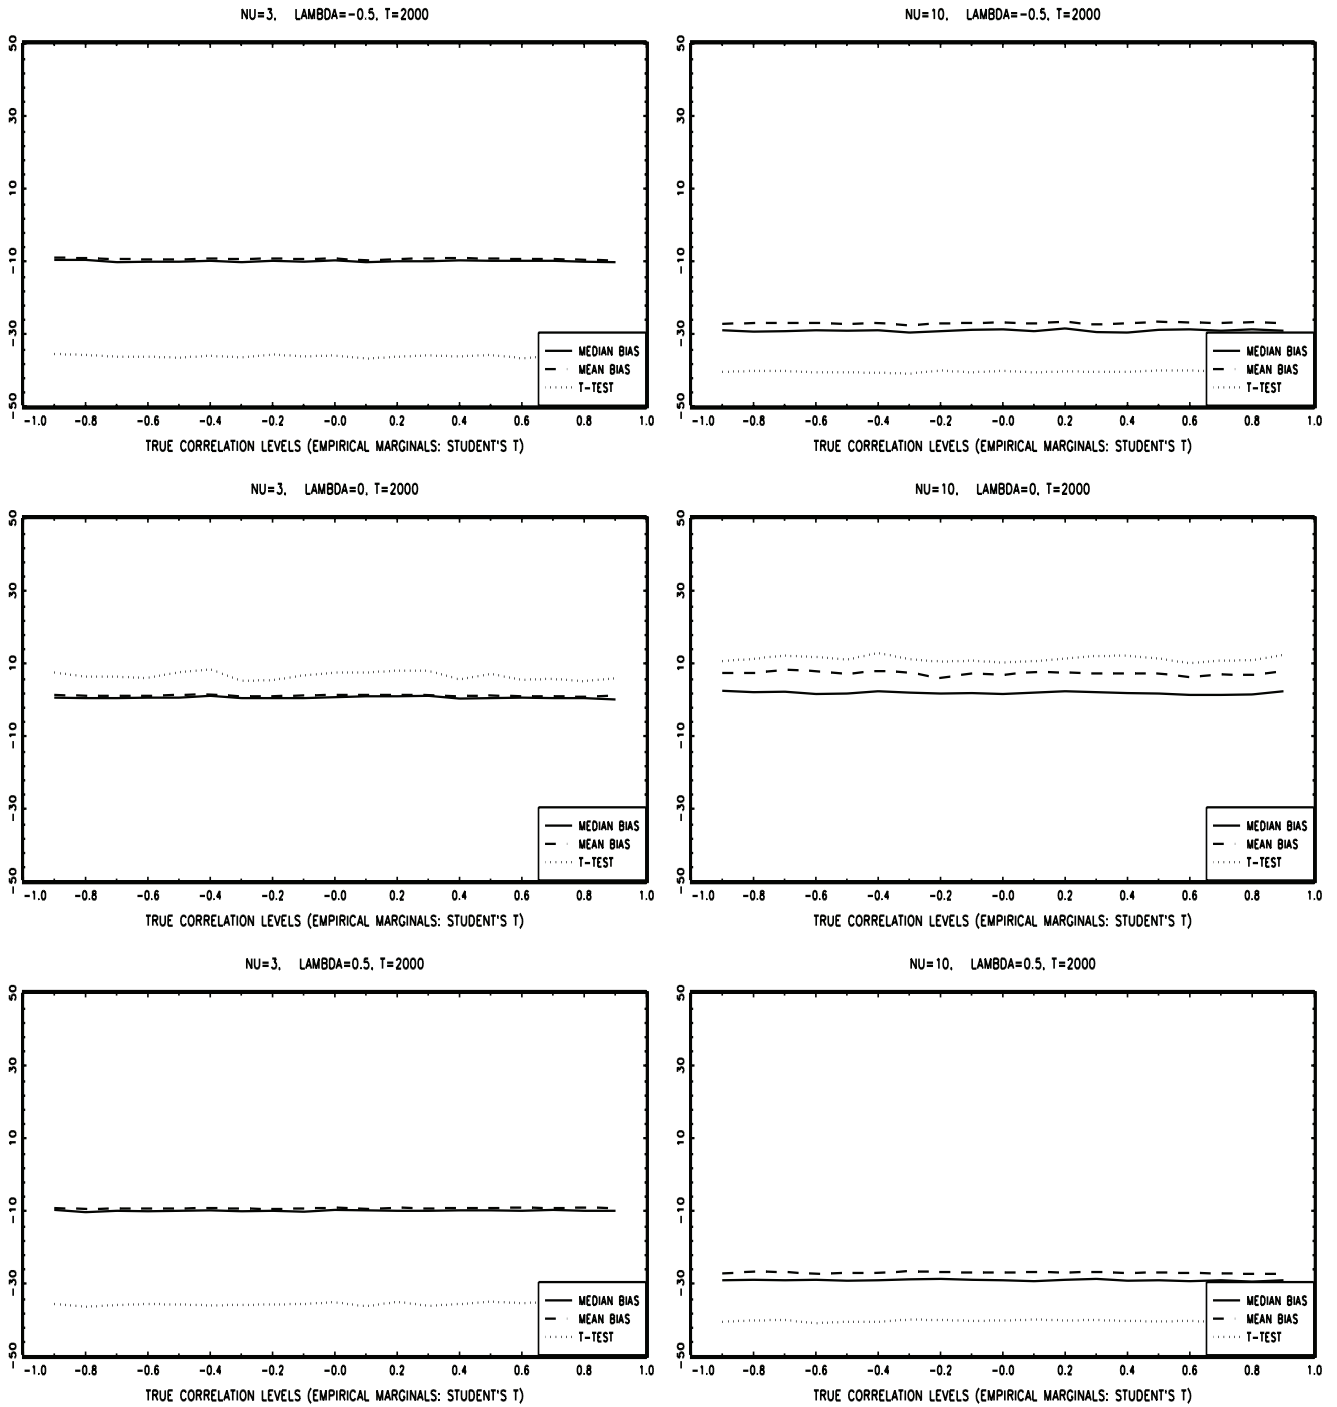 NU=3, LAMBDA=-0.5, T=2000
50
30
10
-10
-30
-50
MEDIAN BIAS
MEAN BIAS
T-TEST
-1.0 -0.8 -0.6 -0.4 -0.2 -0.0 0.2 0.4 0.6 0.8 1.0
TRUE CORRELATION LEVELS (EMPIRICAL MARGINALS: STUDENT'S T)
NU=10, LAMBDA=-0.5, T=2000
50
30
10
-10
-30
-50
MEDIAN BIAS
MEAN BIAS
T-TEST
-1.0 -0.8 -0.6 -0.4 -0.2 -0.0 0.2 0.4 0.6 0.8 1.0
TRUE CORRELATION LEVELS (EMPIRICAL MARGINALS: STUDENT'S T)
NU=3, LAMBDA=0, T=2000
50
30
10
-10
-30
-50
MEDIAN BIAS
MEAN BIAS
T-TEST
-1.0 -0.8 -0.6 -0.4 -0.2 -0.0 0.2 0.4 0.6 0.8 1.0
TRUE CORRELATION LEVELS (EMPIRICAL MARGINALS: STUDENT'S T)
NU=10, LAMBDA=0, T=2000
50
30
10
-10
-30
-50
MEDIAN BIAS
MEAN BIAS
T-TEST
-1.0 -0.8 -0.6 -0.4 -0.2 -0.0 0.2 0.4 0.6 0.8 1.0
TRUE CORRELATION LEVELS (EMPIRICAL MARGINALS: STUDENT'S T)
NU=3, LAMBDA=0.5, T=2000
50
30
10
-10
-30
-50
MEDIAN BIAS
MEAN BIAS
T-TEST
-1.0 -0.8 -0.6 -0.4 -0.2 -0.0 0.2 0.4 0.6 0.8 1.0
TRUE CORRELATION LEVELS (EMPIRICAL MARGINALS: STUDENT'S T)
NU=10, LAMBDA=0.5, T=2000
50
30
10
-10
-30
-50
MEDIAN BIAS
MEAN BIAS
T-TEST
-1.0 -0.8 -0.6 -0.4 -0.2 -0.0 0.2 0.4 0.6 0.8 1.0
TRUE CORRELATION LEVELS (EMPIRICAL MARGINALS: STUDENT'S T)